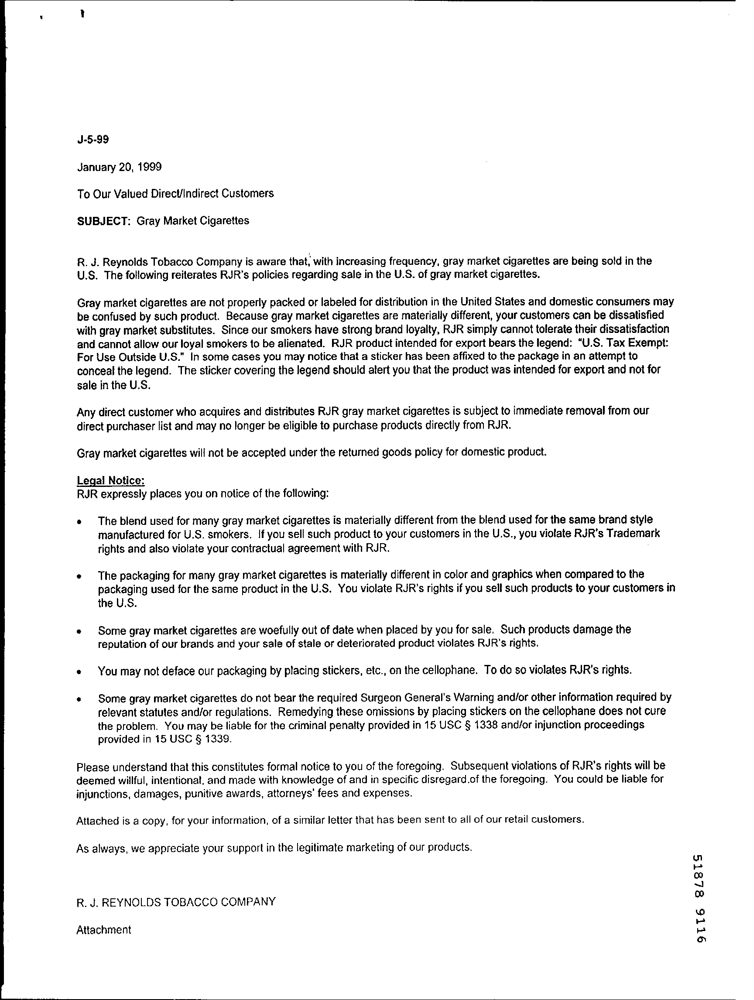 J-5-99
January 20, 1999
To Our Valued Direct/Indirect Customers
SUBJECT: Gray Market Cigarettes
R. J. Reynolds Tobacco Company is aware that, with increasing frequency, gray market cigarettes are being sold in the
U.S. The following reiterates RJR's policies regarding sale in the U.S. of gray market cigarettes.
Gray market cigarettes are not properly packed or labeled for distribution in the United States and domestic consumers may
be confused by such product. Because gray market cigarettes are materially different, your customers can be dissatisfied
with gray market substitutes. Since our smokers have strong brand loyalty, RJR simply cannot tolerate their dissatisfaction
and cannot allow our loyal smokers to be alienated. RJR product intended for export bears the legend: "U.S. Tax Exempt:
For Use Outside U.S." In some cases you may notice that a sticker has been affixed to the package in an attempt to
conceal the legend. The sticker covering the legend should alert you that the product was intended for export and not for
sale in the U.S.
Any direct customer who acquires and distributes RJR gray market cigarettes is subject to immediate removal from our
direct purchaser list and may no longer be eligible to purchase products directly from RJR.
Gray market cigarettes will not be accepted under the returned goods policy for domestic product.
Legal Notice:
RJR expressly places you on notice of the following:
• The blend used for many gray market cigarettes is materially different from the blend used for the same brand style
manufactured for U.S. smokers. If you sell such product to your customers in the U.S., you violate RJR's Trademark
rights and also violate your contractual agreement with RJR.
• The packaging for many gray market cigarettes is materially different in color and graphics when compared to the
packaging used for the same product in the U.S. You violate RJR's rights if you sell such products to your customers in
the U.S.
• Some gray market cigarettes are woefully out of date when placed by you for sale. Such products damage the
reputation of our brands and your sale of stale or deteriorated product violates RJR's rights.
• You may not deface our packaging by placing stickers, etc., on the cellophane. To do so violates RJR's rights.
• Some gray market cigarettes do not bear the required Surgeon General's Warning and/or other information required by
relevant statutes and/or regulations. Remedying these omissions by placing stickers on the cellophane does not cure
the problem. You may be liable for the criminal penalty provided in 15 USC § 1338 and/or injunction proceedings
provided in 15 USC § 1339.
Please understand that this constitutes formal notice to you of the foregoing. Subsequent violations of RJR's rights will be
deemed willful, intentional, and made with knowledge of and in specific disregard.of the foregoing. You could be liable for
injunctions, damages, punitive awards, attorneys' fees and expenses.
Attached is a copy, for your information, of a similar letter that has been sent to all of our retail customers.
As always, we appreciate your support in the legitimate marketing of our products.
R. J. REYNOLDS TOBACCO COMPANY
Attachment
51878 9116